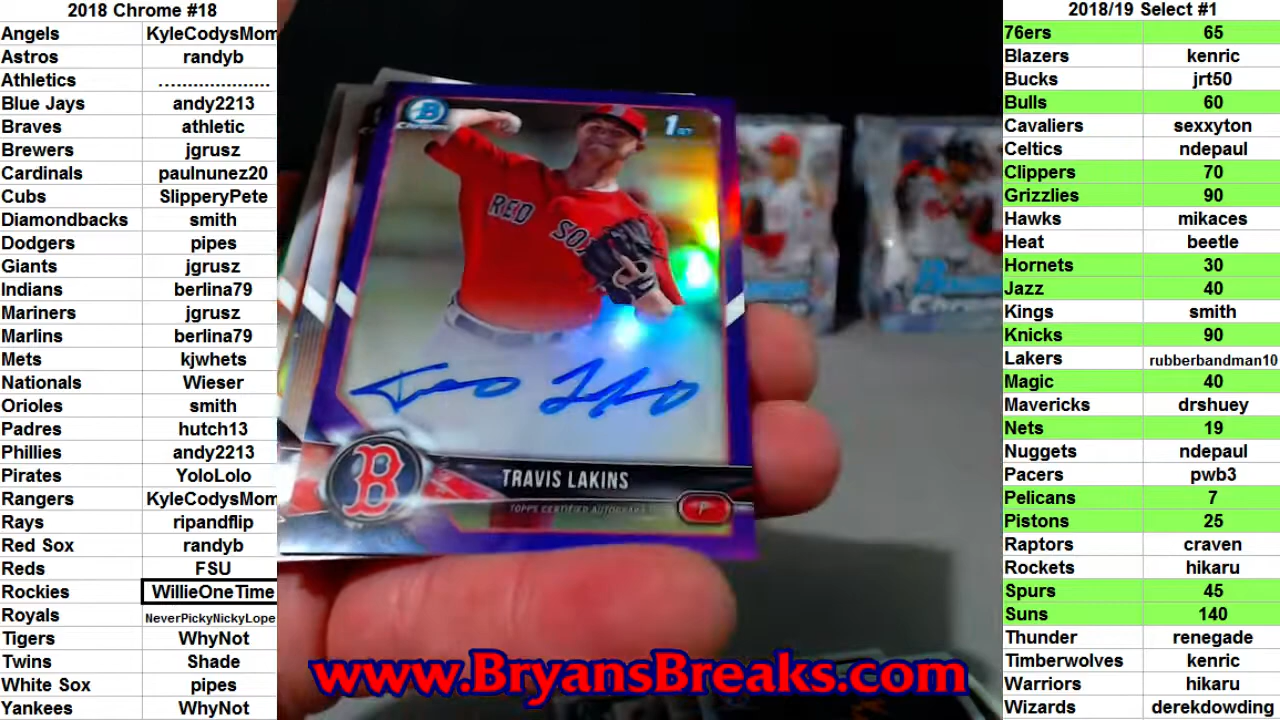 2018 Chrome #18
Angels KyleCodysMom
Astros randyb
Athletics ....................
Blue Jays andy2213
Braves athletic
Brewers jgrusz
Cardinals paulnunez20
Cubs SlipperyPete
Diamondbacks smith
Dodgers pipes
Giants jgrusz
Indians berlina79
Mariners jgrusz
Marlins berlina79
Mets kjwhets
Nationals Wieser
Orioles smith
Padres hutch13
Phillies andy2213
Pirates YoloLolo
Rangers KyleCodysMom
Rays ripandflip
Red Sox randyb
Reds FSU
Rockies WillieOneTime
Royals NeverPickyNickyLope
Tigers WhyNot
Twins Shade
White Sox pipes
Yankees WhyNot
B
Chrome
1ST
RED SOX
B
TRAVIS LAKINS
TOPPS CERTIFIED AUTOGRAPH
P
www.BryansBreaks.com
2018/19 Select #1
76ers 65
Blazers kenric
Bucks jrt50
Bulls 60
Cavaliers sexxyton
Celtics ndepaul
Clippers 70
Grizzlies 90
Hawks mikaces
Heat beetle
Hornets 30
Jazz 40
Kings smith
Knicks 90
Lakers rubberbandman10
Magic 40
Mavericks drshuey
Nets 19
Nuggets ndepaul
Pacers pwb3
Pelicans 7
Pistons 25
Raptors craven
Rockets hikaru
Spurs 45
Suns 140
Thunder renegade
Timberwolves kenric
Warriors hikaru
Wizards derekdowding